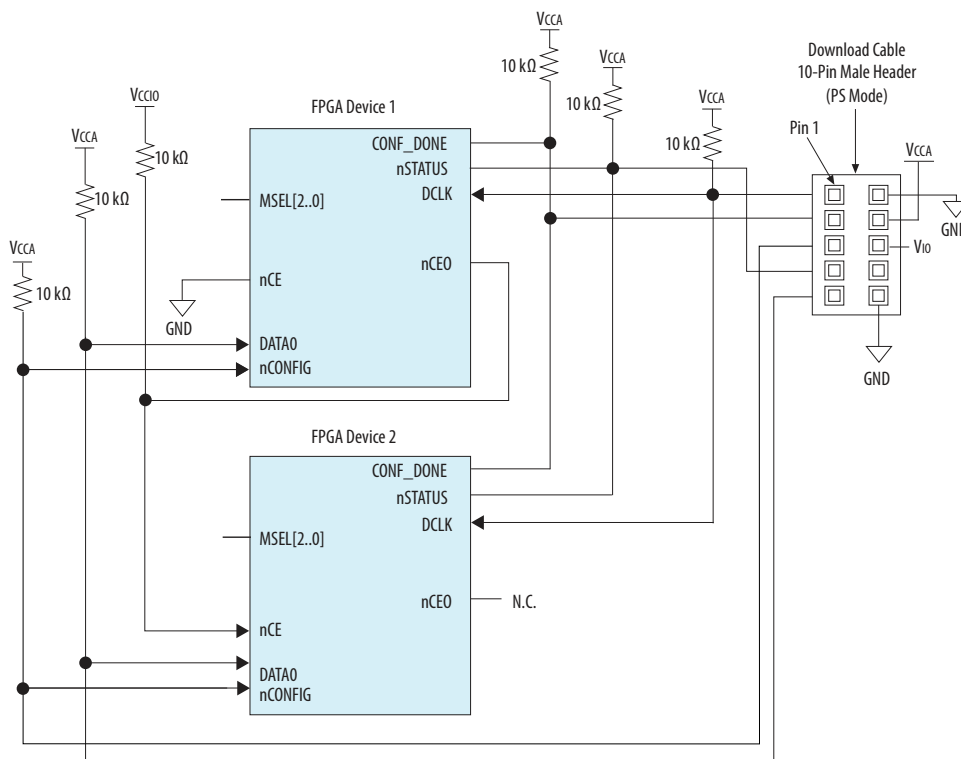 VCCA
10 kΩ
VCCA
10 kΩ
VCCA
10 kΩ
Download Cable
10-Pin Male Header
(PS Mode)
Pin 1
VCCA
GND
VIO
GND
VCCIO
10 kΩ
VCCA
10 kΩ
VCCA
10 kΩ
FPGA Device 1
CONF_DONE
nSTATUS
DCLK
MSEL[2..0]
nCEO
nCE
GND
DATA0
nCONFIG
FPGA Device 2
CONF_DONE
nSTATUS
DCLK
MSEL[2..0]
nCEO
N.C.
nCE
DATA0
nCONFIG